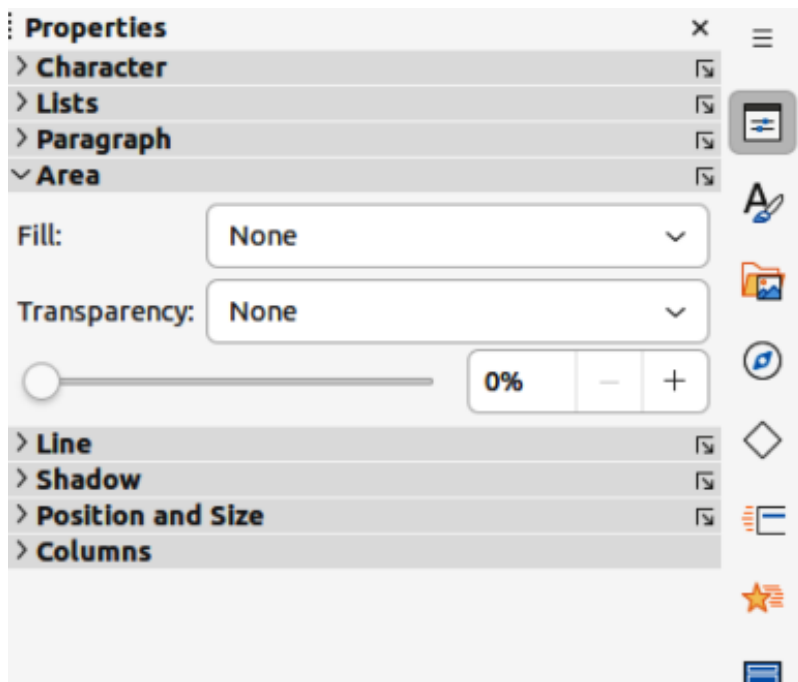 Properties
Character
Lists
Paragraph
Area
Fill: None
Transparency: None
0%
Line
Shadow
Position and Size
Columns